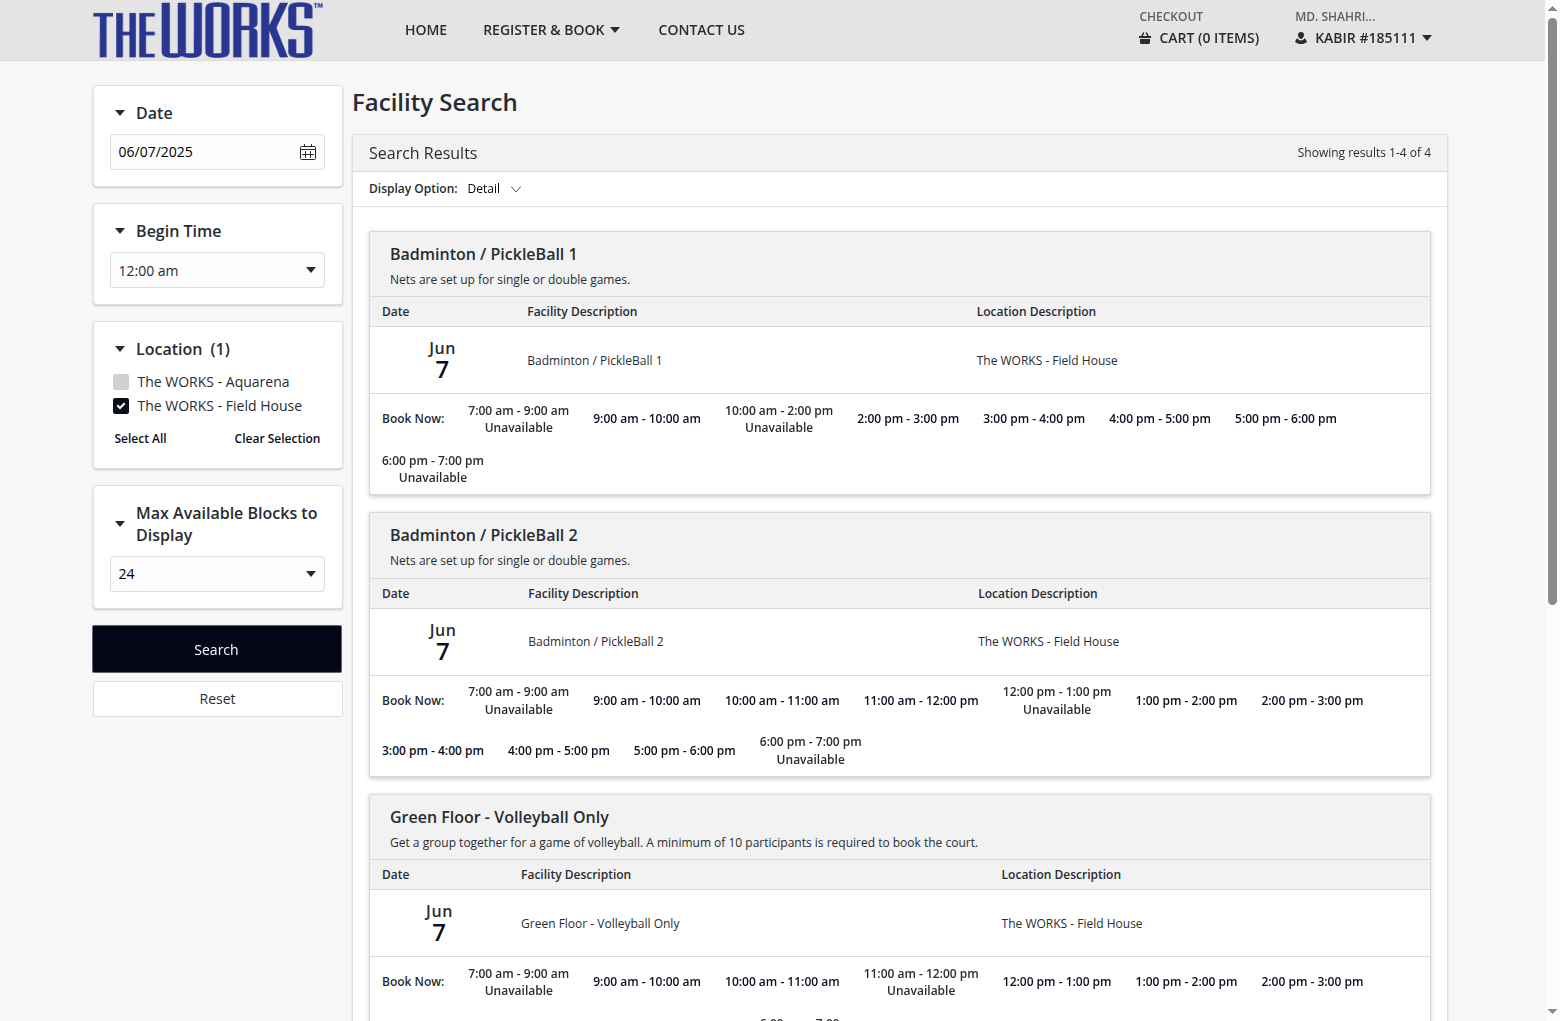 THE WORKS™
HOME
REGISTER & BOOK
CONTACT US
CHECKOUT
CART (0 ITEMS)
MD. SHAHRI...
KABIR #185111
Date
06/07/2025
Begin Time
12:00 am
Location (1)
The WORKS - Aquarena
The WORKS - Field House
Select All Clear Selection
Max Available Blocks to
Display
24
Search
Reset
Facility Search
Search Results Showing results 1-4 of 4
Display Option: Detail
Badminton / PickleBall 1
Nets are set up for single or double games.
Date Facility Description Location Description
Jun
7
Badminton / PickleBall 1 The WORKS - Field House
Book Now: 7:00 am - 9:00 am Unavailable 9:00 am - 10:00 am 10:00 am - 2:00 pm Unavailable 2:00 pm - 3:00 pm 3:00 pm - 4:00 pm 4:00 pm - 5:00 pm 5:00 pm - 6:00 pm
6:00 pm - 7:00 pm
Unavailable
Badminton / PickleBall 2
Nets are set up for single or double games.
Date Facility Description Location Description
Jun
7
Badminton / PickleBall 2 The WORKS - Field House
Book Now: 7:00 am - 9:00 am Unavailable 9:00 am - 10:00 am 10:00 am - 11:00 am 11:00 am - 12:00 pm 12:00 pm - 1:00 pm Unavailable 1:00 pm - 2:00 pm 2:00 pm - 3:00 pm
3:00 pm - 4:00 pm 4:00 pm - 5:00 pm 5:00 pm - 6:00 pm 6:00 pm - 7:00 pm Unavailable
Green Floor - Volleyball Only
Get a group together for a game of volleyball. A minimum of 10 participants is required to book the court.
Date Facility Description Location Description
Jun
7
Green Floor - Volleyball Only The WORKS - Field House
Book Now: 7:00 am - 9:00 am Unavailable 9:00 am - 10:00 am 10:00 am - 11:00 am 11:00 am - 12:00 pm Unavailable 12:00 pm - 1:00 pm 1:00 pm - 2:00 pm 2:00 pm - 3:00 pm